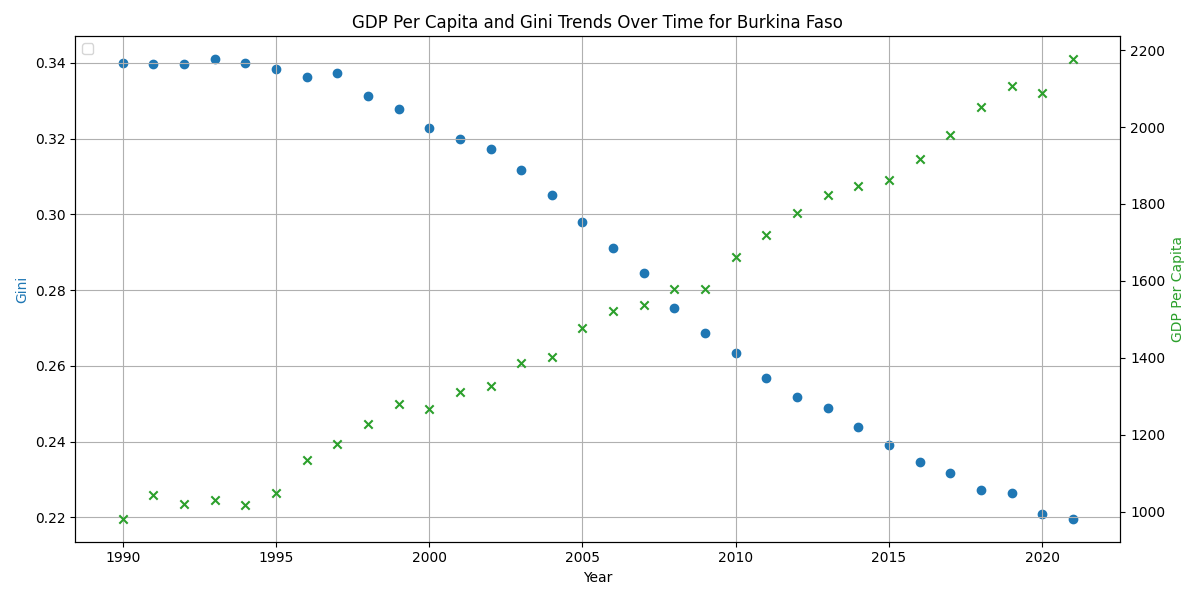 GDP Per Capita and Gini Trends Over Time for Burkina Faso
Gini
0.34
0.32
0.30
0.28
0.26
0.24
0.22
2200
2000
1800
1600
1400
1200
1000
GDP Per Capita
1990 1995 2000 2005 2010 2015 2020
Year